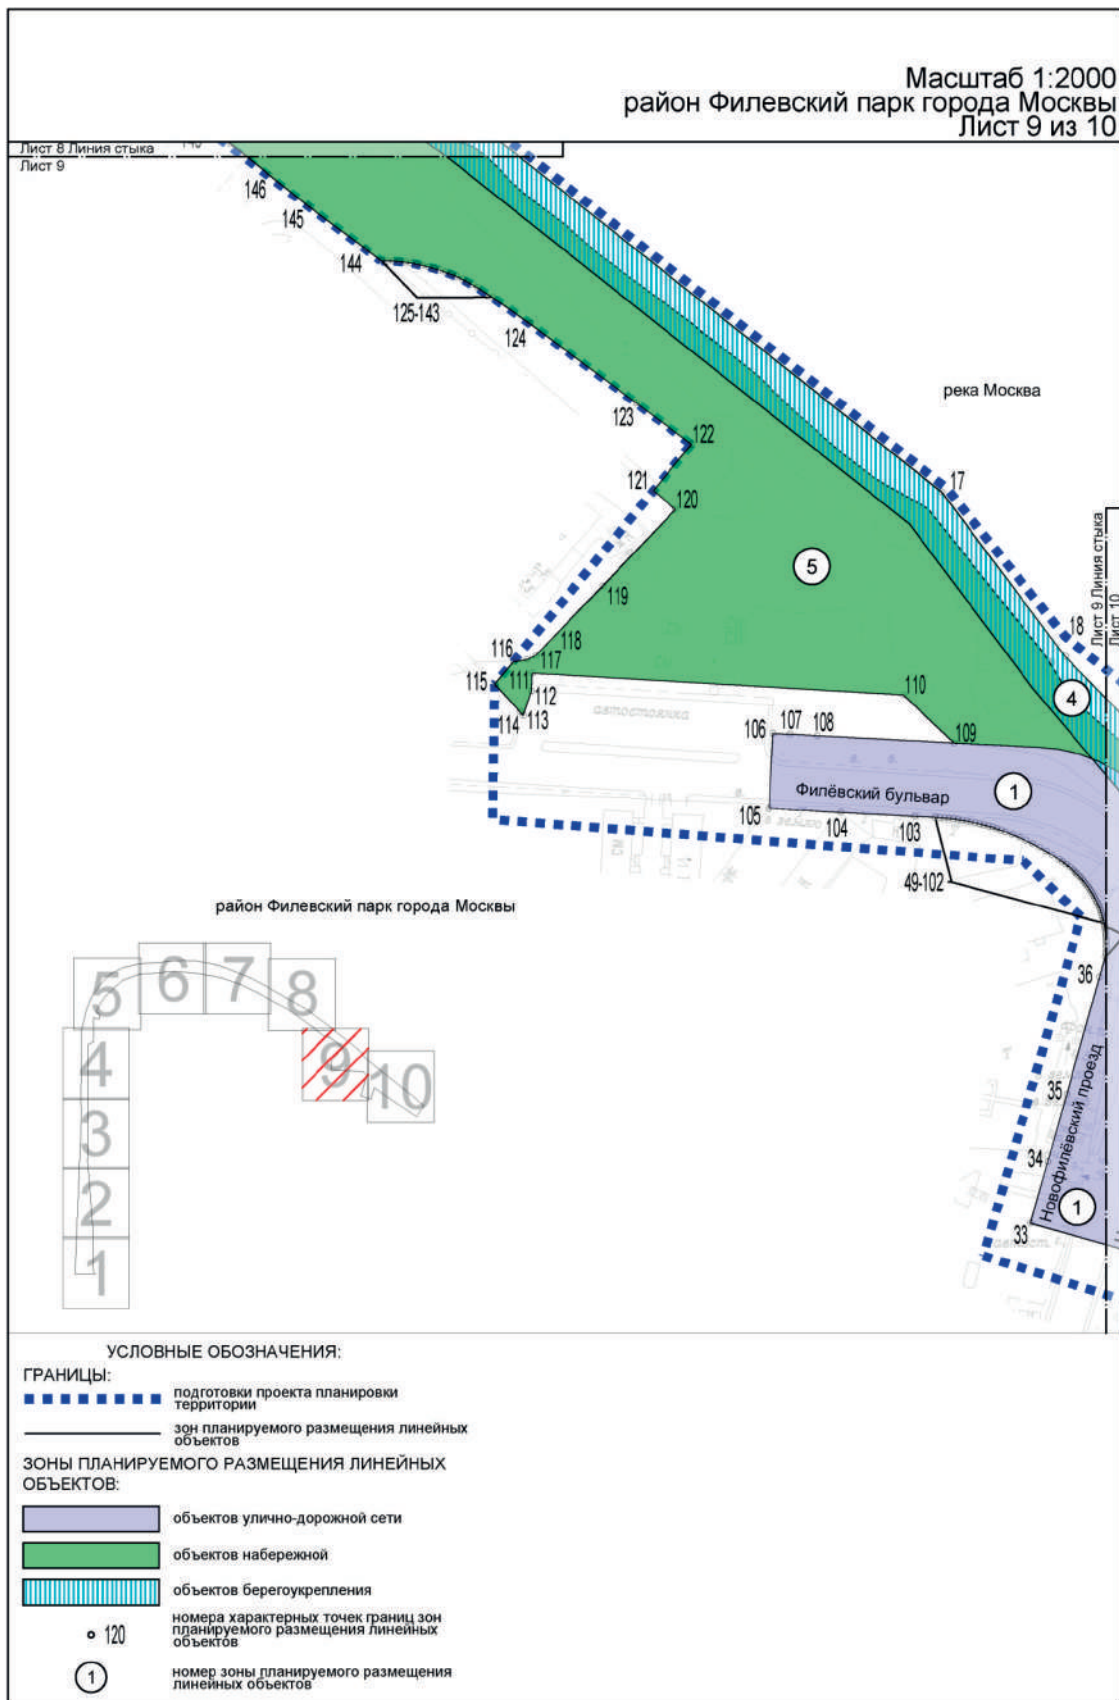 Масштаб 1:2000
район Филевский парк города Москвы
Лист 9 из 10
Лист 8 Линия стыка
Лист 9
146
145
144
125-143
124
123
122
121
120
река Москва
17
Лист 9 Линия стыка
Лист 10
5
119
18
118
116
117
115
111
112
114
113
110
4
автостоянка
106
107
108
109
Филёвский бульвар
1
105
104
103
49-102
район Филевский парк города Москвы
36
5
6
7
8
4
9
10
3
2
1
35
Новофилёвский проезд
34
1
33
УСЛОВНЫЕ ОБОЗНАЧЕНИЯ:
ГРАНИЦЫ:
подготовки проекта планировки
территории
зон планируемого размещения линейных
объектов
ЗОНЫ ПЛАНИРУЕМОГО РАЗМЕЩЕНИЯ ЛИНЕЙНЫХ
ОБЪЕКТОВ:
объектов улично-дорожной сети
объектов набережной
объектов берегоукрепления
120
номера характерных точек границ зон
планируемого размещения линейных
объектов
1
номер зоны планируемого размещения
линейных объектов